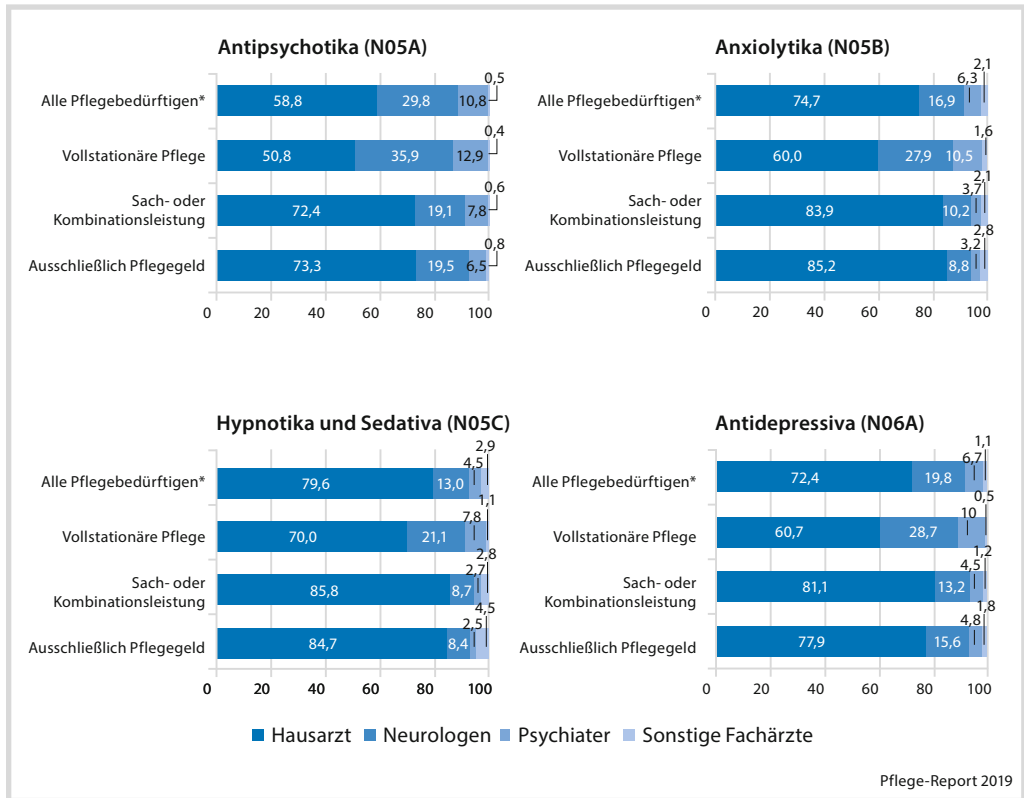 Antipsychotika (N05A)
0,5
Alle Pflegebedürftigen* 58,8 29,8 10,8
0,4
Vollstationäre Pflege 50,8 35,9 12,9
0,6
Sach- oder
Kombinationsleistung 72,4 19,1 7,8
0,8
Ausschließlich Pflegegeld 73,3 19,5 6,5
0 20 40 60 80 100
Anxiolytika (N05B)
2,1
6,3
Alle Pflegebedürftigen* 74,7 16,9
1,6
Vollstationäre Pflege 60,0 27,9 10,5
2,1
3,7
Sach- oder
Kombinationsleistung 83,9 10,2
2,8
3,2
Ausschließlich Pflegegeld 85,2 8,8
0 20 40 60 80 100
Hypnotika und Sedativa (N05C)
2,9
4,5
Alle Pflegebedürftigen* 79,6 13,0
1,1
7,8
Vollstationäre Pflege 70,0 21,1
2,8
2,7
Sach- oder
Kombinationsleistung 85,8 8,7
4,5
2,5
Ausschließlich Pflegegeld 84,7 8,4
0 20 40 60 80 100
Antidepressiva (N06A)
1,1
6,7
Alle Pflegebedürftigen* 72,4 19,8
0,5
10
Vollstationäre Pflege 60,7 28,7
1,2
4,5
Sach- oder
Kombinationsleistung 81,1 13,2
1,8
4,8
Ausschließlich Pflegegeld 77,9 15,6
0 20 40 60 80 100
Hausarzt Neurologen Psychiater Sonstige Fachärzte
Pflege-Report 2019